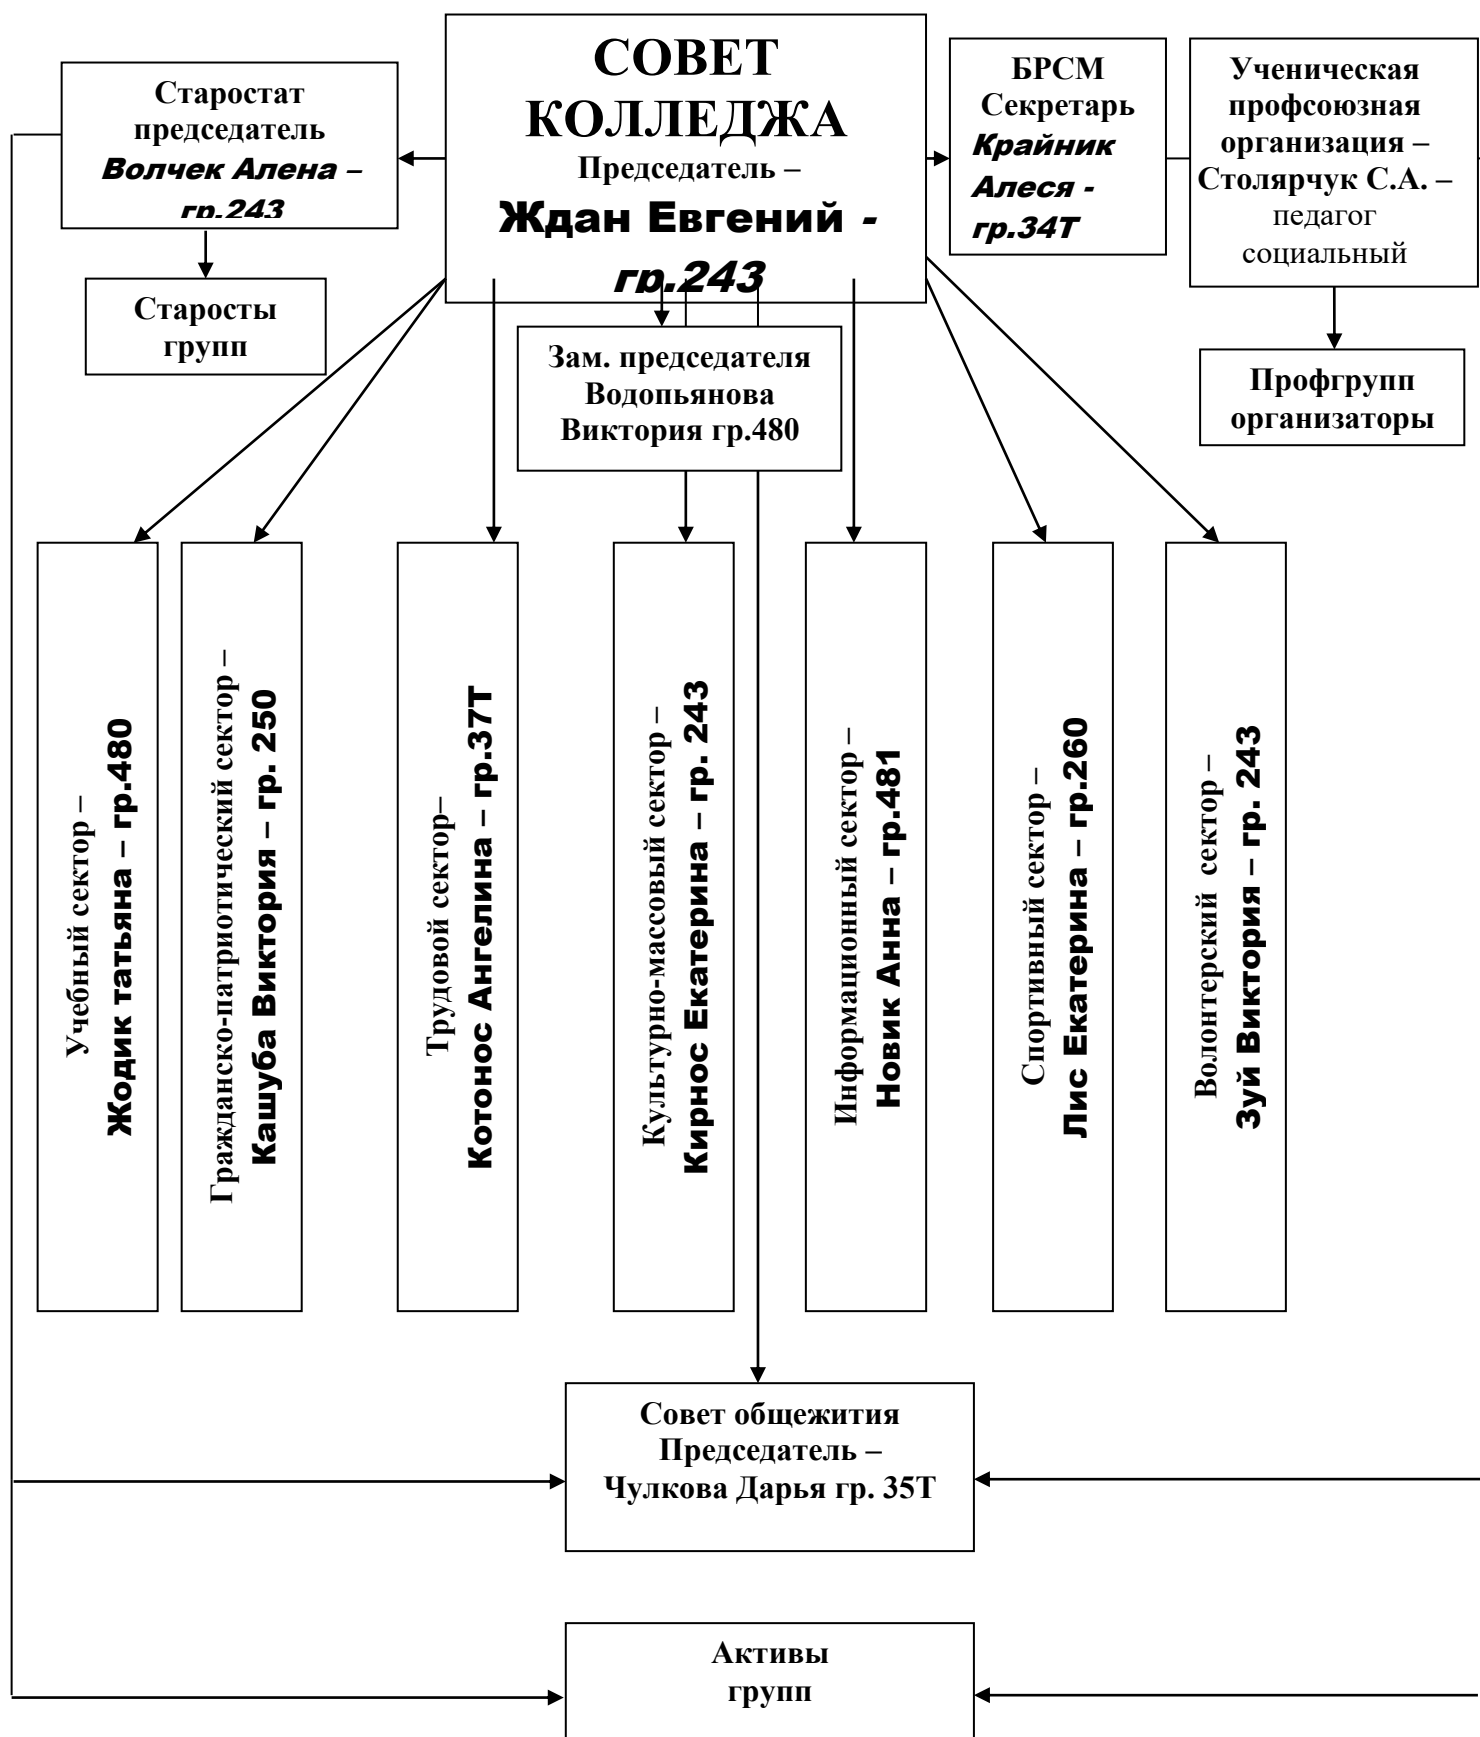 СОВЕТ
КОЛЛЕДЖА
Председатель –
Ждан Евгений -
гр.243
Старостат
председатель
Волчек Алена –
гр.243
БРСМ
Секретарь
Крайник
Алеся -
гр.34Т
Ученическая
профсоюзная
организация –
Столярчук С.А. –
педагог
социальный
Старосты
групп
Зам. председателя
Водопьянова
Виктория гр.480
Профгрупп
организаторы
Учебный сектор –
Жодик татьяна – гр.480
Гражданско-патриотический сектор –
Кашуба Виктория – гр. 250
Трудовой сектор–
Котонос Ангелина – гр.37Т
Культурно-массовый сектор –
Кирнос Екатерина – гр. 243
Информационный сектор –
Новик Анна – гр.481
Спортивный сектор –
Лис Екатерина – гр.260
Волонтерский сектор –
Зуй Виктория – гр. 243
Совет общежития
Председатель –
Чулкова Дарья гр. 35Т
Активы
групп